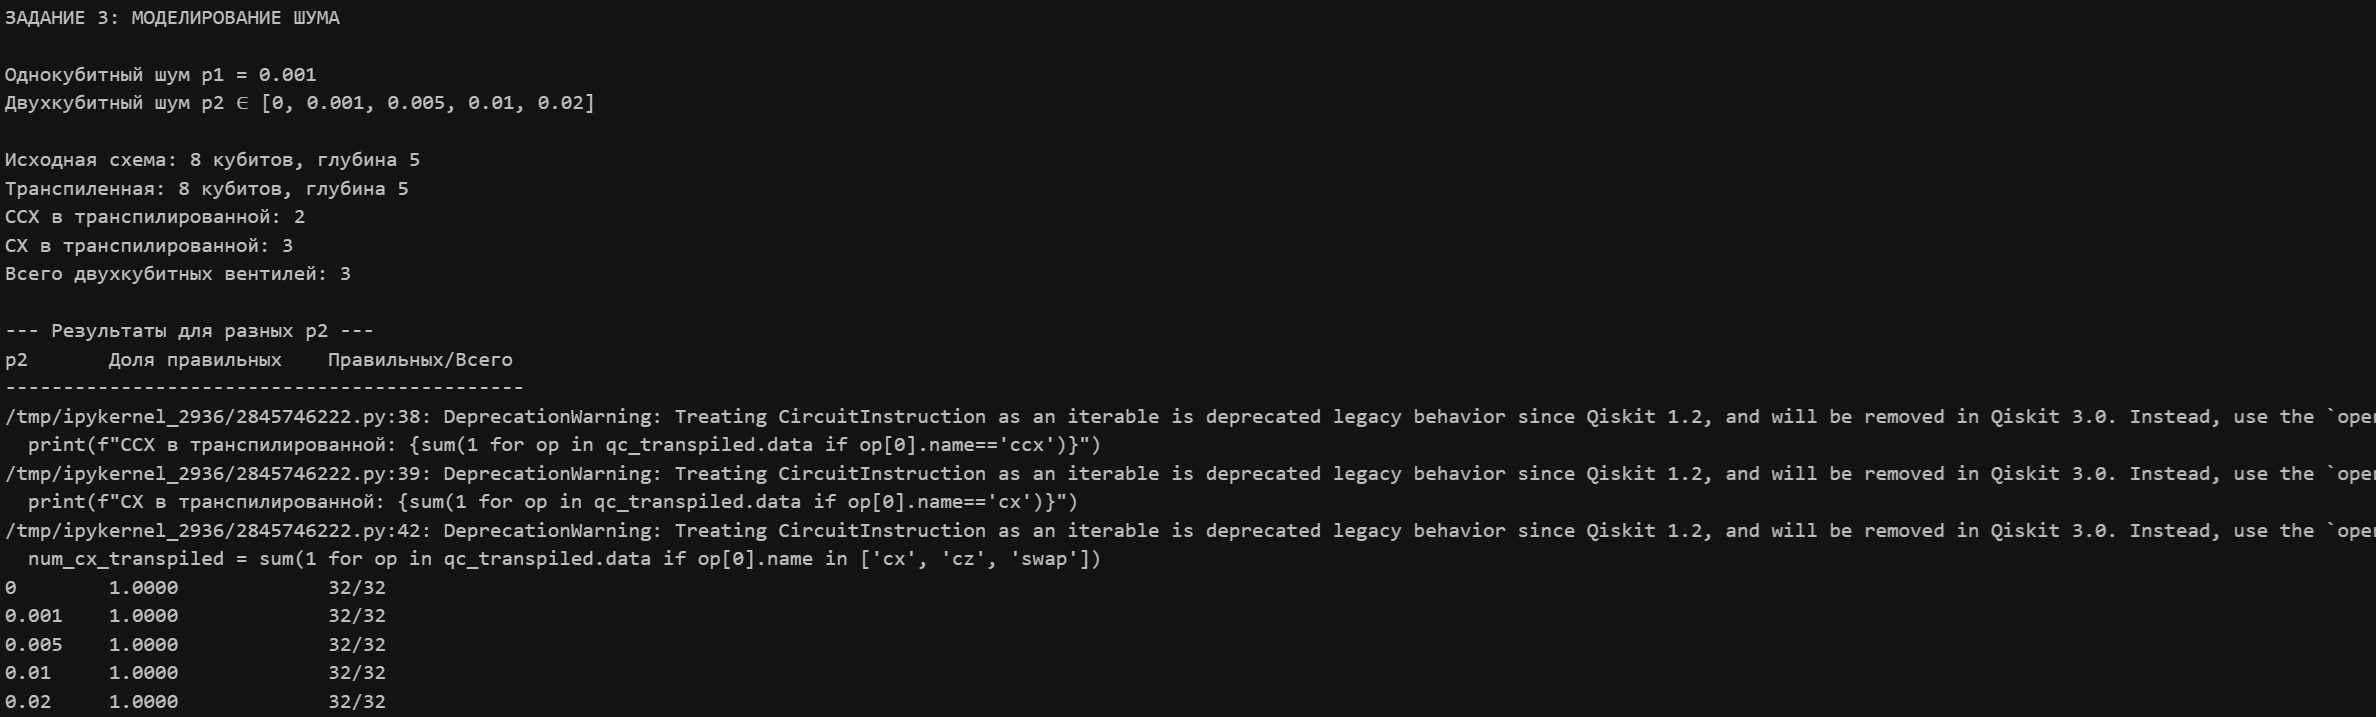 ЗАДАНИЕ 3: МОДЕЛИРОВАНИЕ ШУМА
Однокубитный шум p1 = 0.001
Двухкубитный шум p2 ∈ [0, 0.001, 0.005, 0.01, 0.02]
Исходная схема: 8 кубитов, глубина 5
Транспиленная: 8 кубитов, глубина 5
CCX в транспилированной: 2
CX в транспилированной: 3
Всего двухкубитных вентилей: 3
--- Результаты для разных p2 ---
p2 Доля правильных Правильных/Всего
---------------------------------------------
/tmp/ipykernel_2936/2845746222.py:38: DeprecationWarning: Treating CircuitInstruction as an iterable is deprecated legacy behavior since Qiskit 1.2, and will be removed in Qiskit 3.0. Instead, use the `oper
print(f"CCX в транспилированной: {sum(1 for op in qc_transpiled.data if op[0].name=='ccx')}")
/tmp/ipykernel_2936/2845746222.py:39: DeprecationWarning: Treating CircuitInstruction as an iterable is deprecated legacy behavior since Qiskit 1.2, and will be removed in Qiskit 3.0. Instead, use the `oper
print(f"CX в транспилированной: {sum(1 for op in qc_transpiled.data if op[0].name=='cx')}")
/tmp/ipykernel_2936/2845746222.py:42: DeprecationWarning: Treating CircuitInstruction as an iterable is deprecated legacy behavior since Qiskit 1.2, and will be removed in Qiskit 3.0. Instead, use the `oper
num_cx_transpiled = sum(1 for op in qc_transpiled.data if op[0].name in ['cx', 'cz', 'swap'])
0 1.0000 32/32
0.001 1.0000 32/32
0.005 1.0000 32/32
0.01 1.0000 32/32
0.02 1.0000 32/32